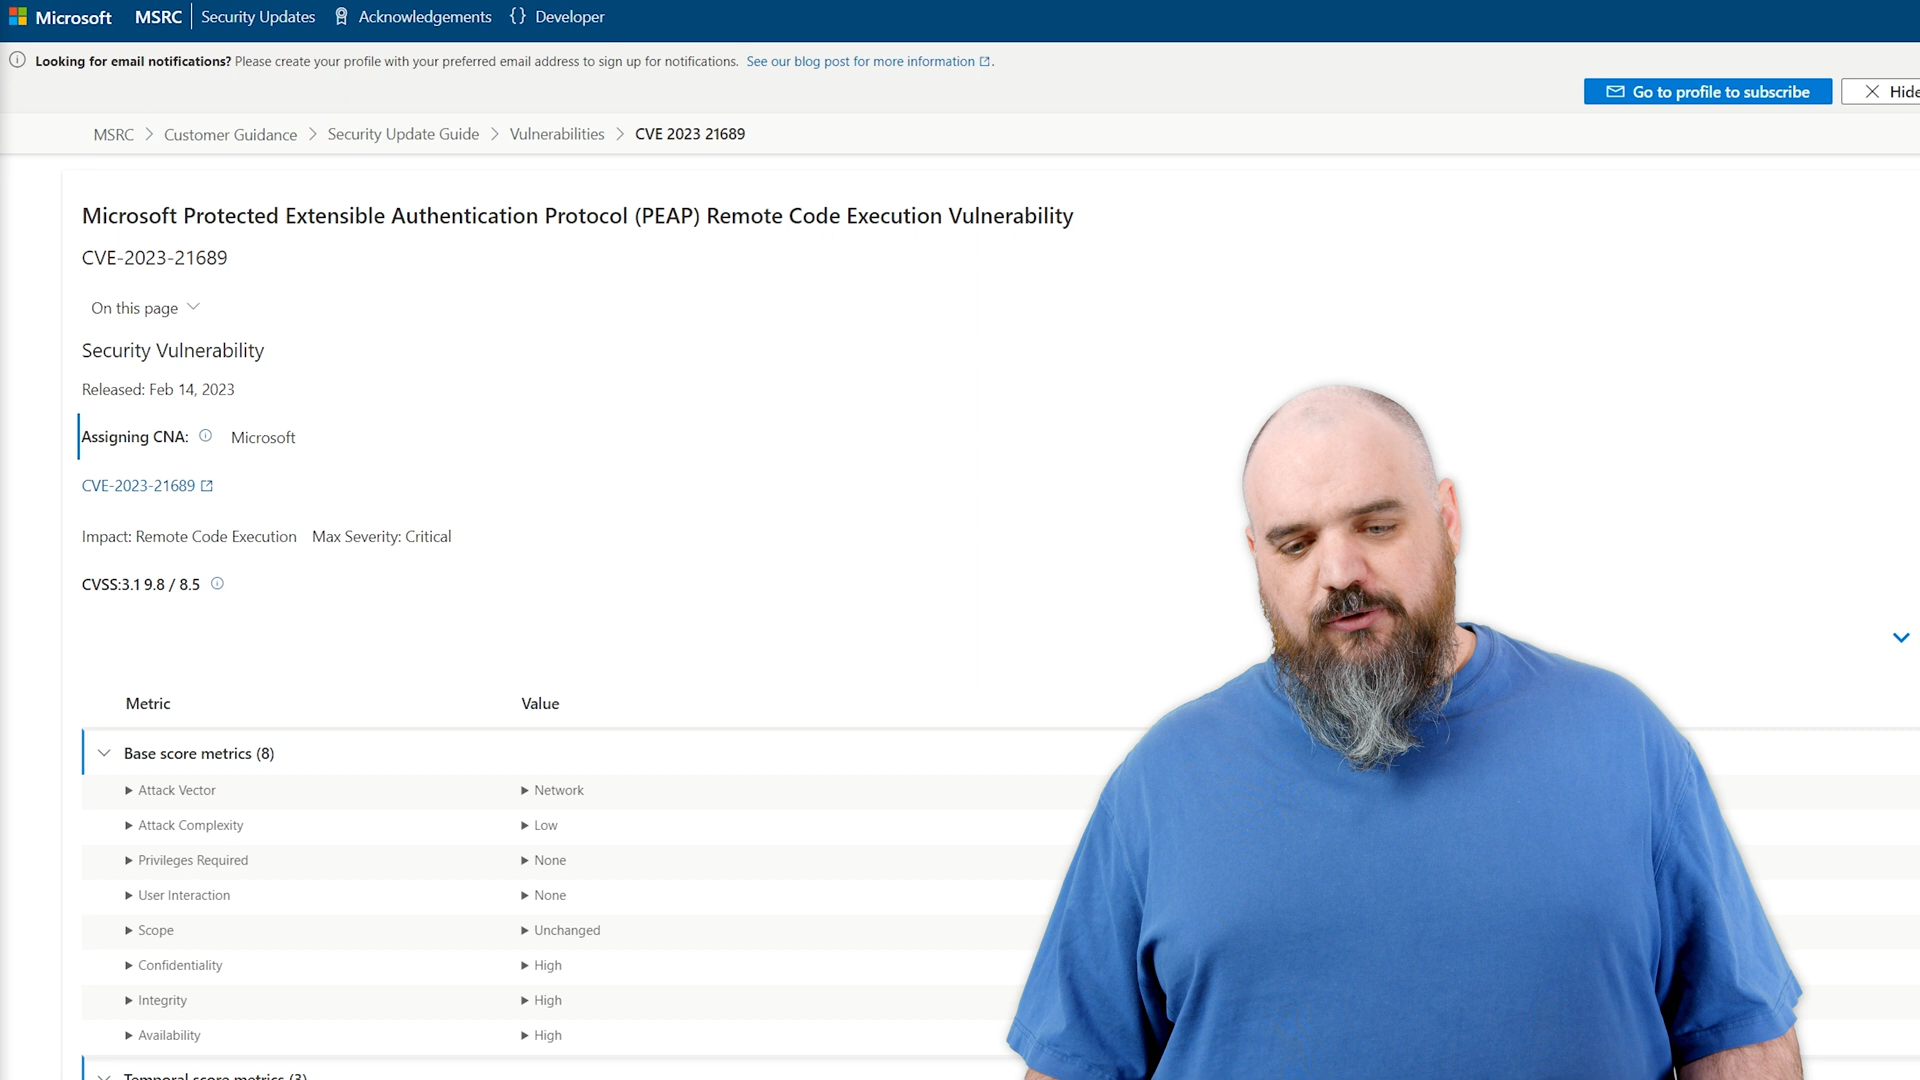 Microsoft MSRC Security Updates Acknowledgements {} Developer
Looking for email notifications? Please create your profile with your preferred email address to sign up for notifications. See our blog post for more information.
Go to profile to subscribe
Hide
MSRC > Customer Guidance > Security Update Guide > Vulnerabilities > CVE 2023 21689
Microsoft Protected Extensible Authentication Protocol (PEAP) Remote Code Execution Vulnerability
CVE-2023-21689
On this page
Security Vulnerability
Released: Feb 14, 2023
Assigning CNA: Microsoft
CVE-2023-21689
Impact: Remote Code Execution Max Severity: Critical
CVSS:3.1 9.8 / 8.5
Metric Value
Base score metrics (8)
Attack Vector Network
Attack Complexity Low
Privileges Required None
User Interaction None
Scope Unchanged
Confidentiality High
Integrity High
Availability High
Temporal score metrics (3)